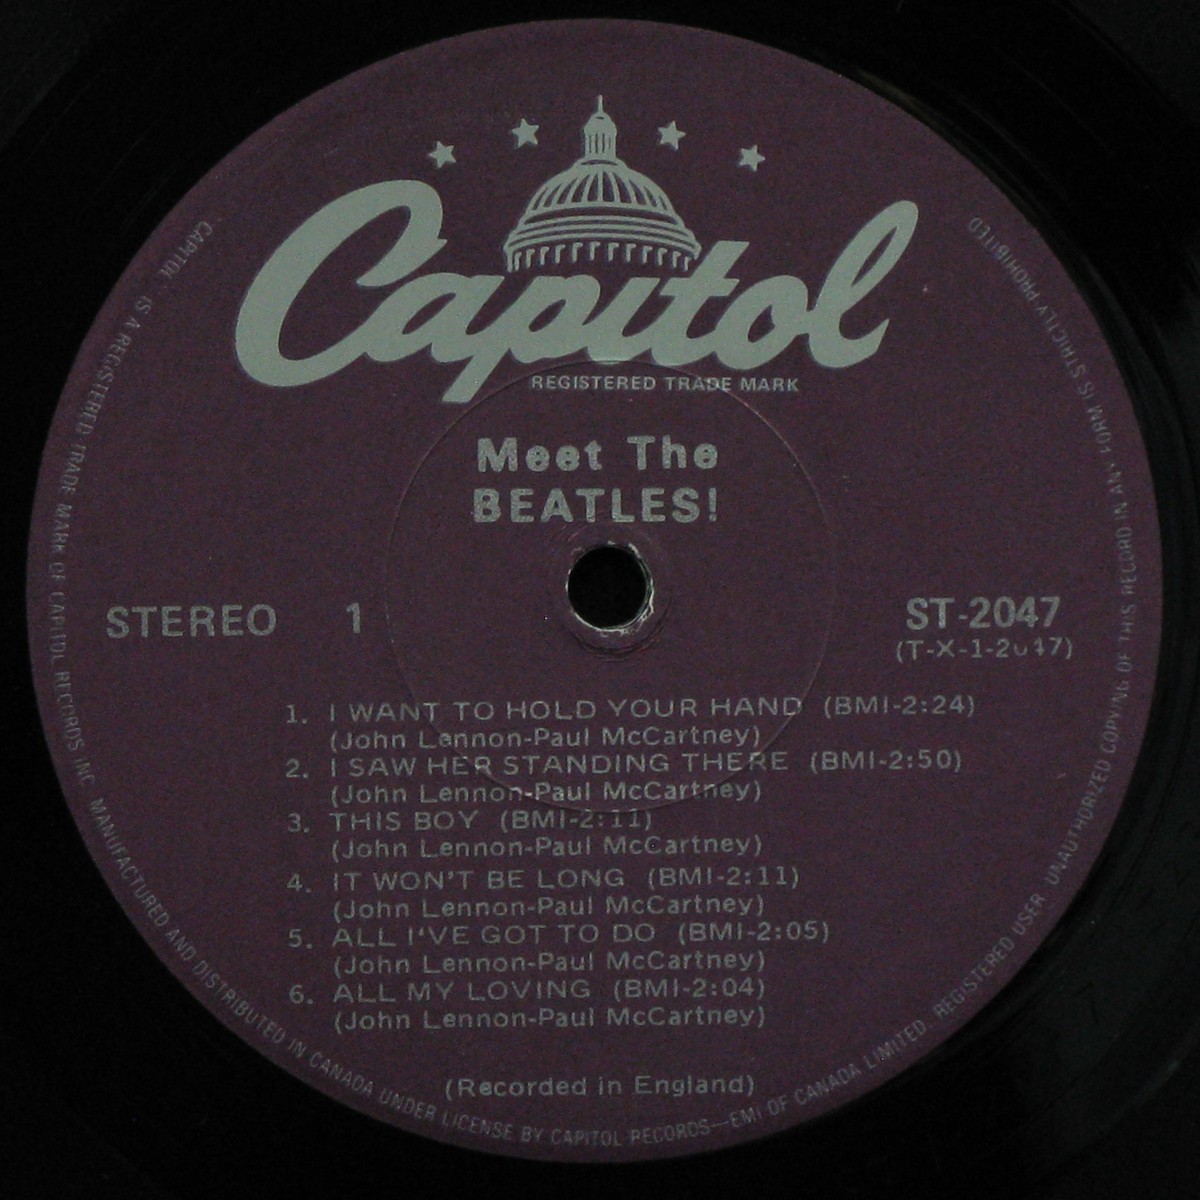 Capitol
REGISTERED TRADE MARK
Meet The
BEATLES!
STEREO 1
ST-2047
(T-X-1-2047)
1. I WANT TO HOLD YOUR HAND (BMI-2:24)
(John Lennon-Paul McCartney)
2. I SAW HER STANDING THERE (BMI-2:50)
(John Lennon-Paul McCartney)
3. THIS BOY (BMI-2:11)
(John Lennon-Paul McCartney)
4. IT WON'T BE LONG (BMI-2:11)
(John Lennon-Paul McCartney)
5. ALL I'VE GOT TO DO (BMI-2:05)
(John Lennon-Paul McCartney)
6. ALL MY LOVING (BMI-2:04)
(John Lennon-Paul McCartney)
(Recorded in England)
CAPITOL IS A REGISTERED TRADE MARK OF CAPITOL RECORDS INC. MANUFACTURED AND DISTRIBUTED IN CANADA UNDER LICENSE BY CAPITOL RECORDS—EMI OF CANADA LIMITED. REGISTERED USER. UNAUTHORIZED COPYING OF THIS RECORD IN ANY FORM IS STRICTLY PROHIBITED